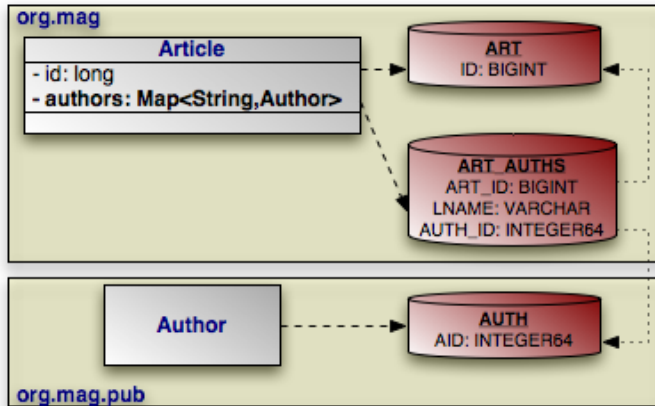 org.mag
Article
- id: long
- authors: Map<String,Author>
ART
ID: BIGINT
ART_AUTHS
ART_ID: BIGINT
LNAME: VARCHAR
AUTH_ID: INTEGER64
Author
AUTH
AID: INTEGER64
org.mag.pub